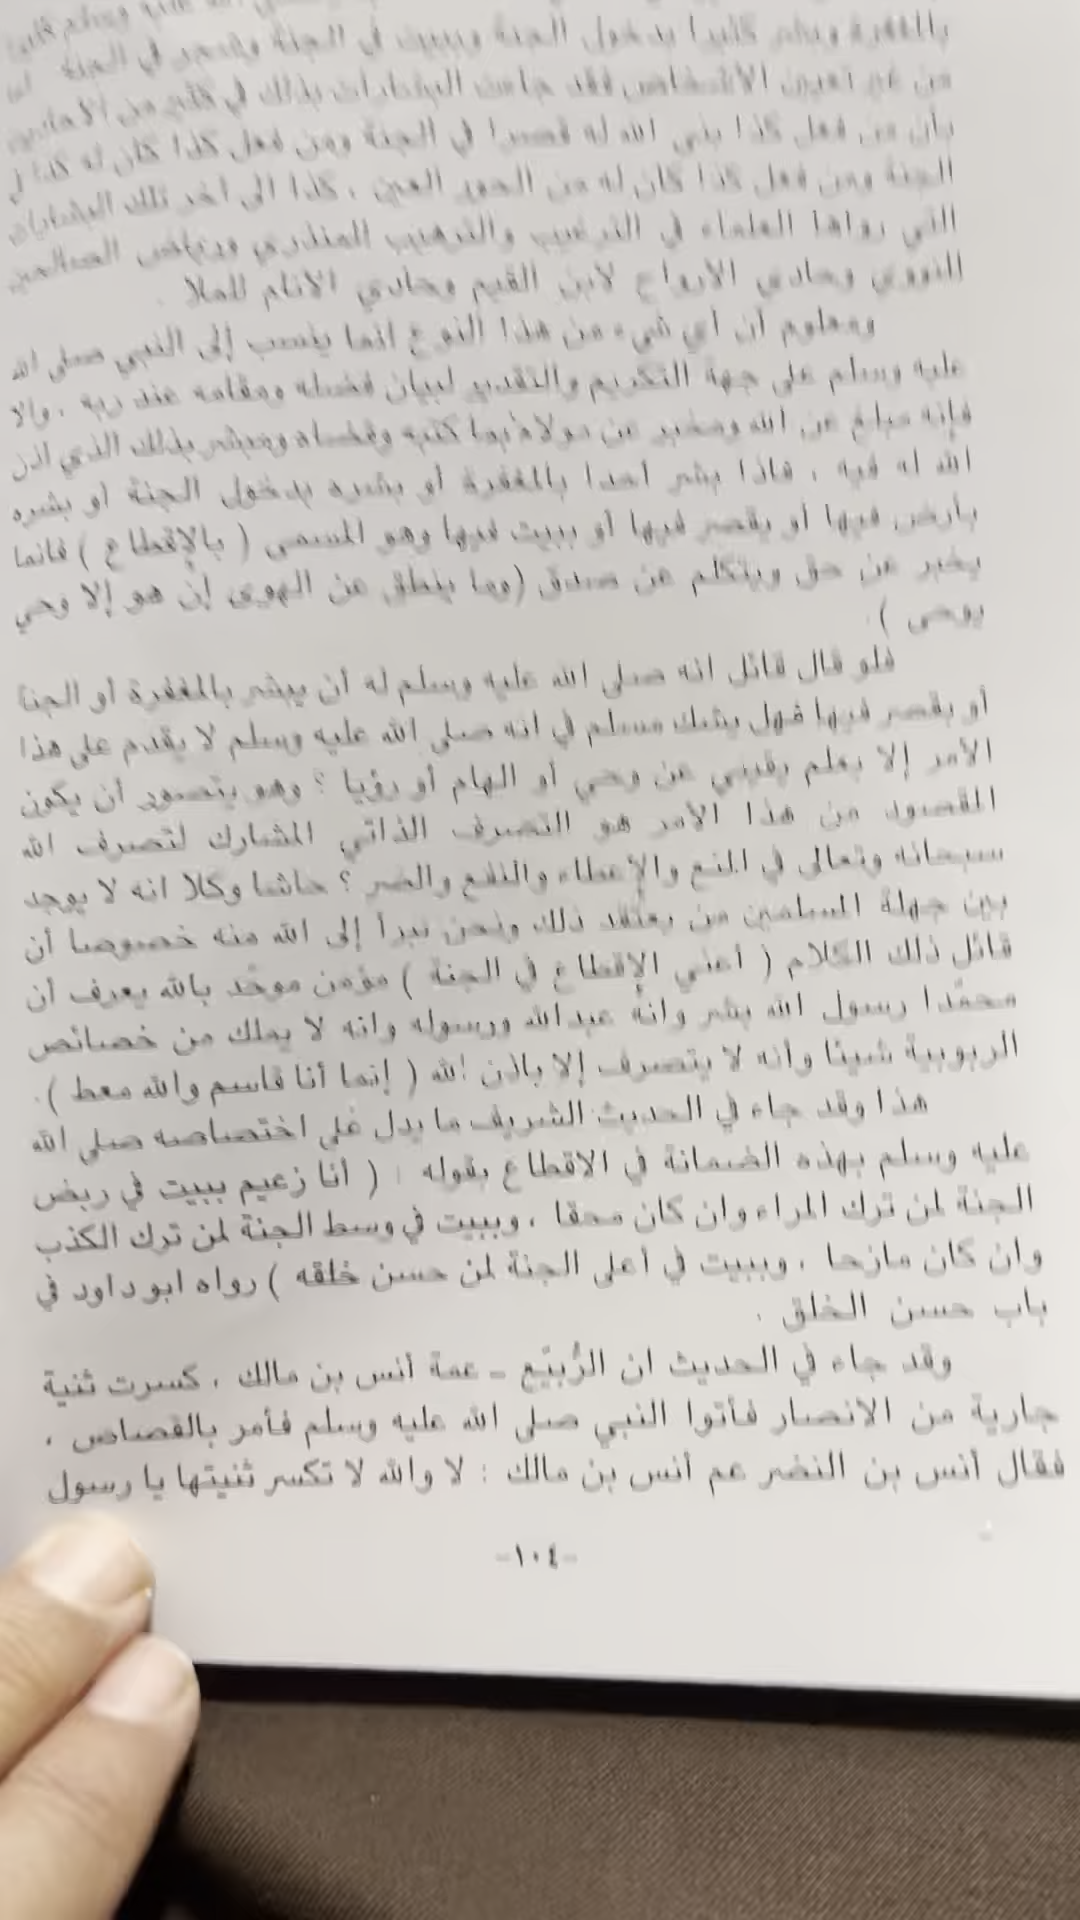 بالمغفرة وبشر كثيرا بدخول الجنة وببيت في الجنة وشجر في الجنة
من غير تعيين الأشخاص فقد جاءت البشارات بذلك في كثير من الأحاديث
بأن من فعل كذا بنى الله له قصرا في الجنة ومن فعل كذا كان له كذا في
الجنة ومن فعل كذا كان له من الحور العين ، كذا الى اخر تلك البشارات
التي رواها العلماء في الترغيب والترهيب للمنذري ورياض الصالحين
للنووي وحادي الأرواح لابن القيم وحادي الانام للملا .
ومعلوم أن أي شيء من هذا النوع انما ينسب إلى النبي صلى الله
عليه وسلم على جهة التكريم والتقدير لبيان فضله ومقامه عند ربه ، والا
فإنه مبلغ عن الله ومخبر عن مولاه بما كتبه وقضاه ومبشر بذلك الذي اذن
الله له فيه ، فاذا بشر أحدا بالمغفرة أو بشره بدخول الجنة أو بشره
بأرض فيها أو بقصر فيها أو ببيت فيها وهو المسمى ( بالإقطاع ) فانما
يخبر عن حق ويتكلم عن صدق (وما ينطق عن الهوى إن هو إلا وحي
يوحى ) .
فلو قال قائل انه صلى الله عليه وسلم له أن يبشر بالمغفرة أو الجنة
أو بقصر فيها فهل يشك مسلم في انه صلى الله عليه وسلم لا يقدم على هذا
الأمر إلا بعلم يقيني عن وحي أو الهام أو رؤيا ؟ وهو يتصور أن يكون
المقصود من هذا الأمر هو التصرف الذاتي المشارك لتصرف الله
سبحانه وتعالى في المنع والإعطاء والنفع والضر ؟ حاشا وكلا انه لا يوجد
بين جهلة المسلمين من يعتقد ذلك ونحن نبرأ إلى الله منه خصوصا أن
قائل ذلك الكلام ( أعني الإقطاع في الجنة ) مؤمن موحّد بالله يعرف أن
محمّدا رسول الله بشر وانه عبدالله ورسوله وانه لا يملك من خصائص
الربوبية شيئا وأنه لا يتصرف إلا باذن الله ( إنما أنا قاسم والله معط ) .
هذا وقد جاء في الحديث الشريف ما يدل على اختصاصه صلى الله
عليه وسلم بهذه الضمانة في الاقطاع بقوله : ( أنا زعيم ببيت في ربض
الجنة لمن ترك المراء وان كان محقا ، وببيت في وسط الجنة لمن ترك الكذب
وان كان مازحا ، وببيت في أعلى الجنة لمن حسن خلقه ) رواه ابو داود في
باب حسن الخلق .
وقد جاء في الحديث ان الرُّبيّع - عمة أنس بن مالك ، كسرت ثنية
جارية من الانصار فأتوا النبي صلى الله عليه وسلم فأمر بالقصاص ،
فقال أنس بن النضر عم أنس بن مالك : لا والله لا تكسر ثنيتها يا رسول
-١٠٤-